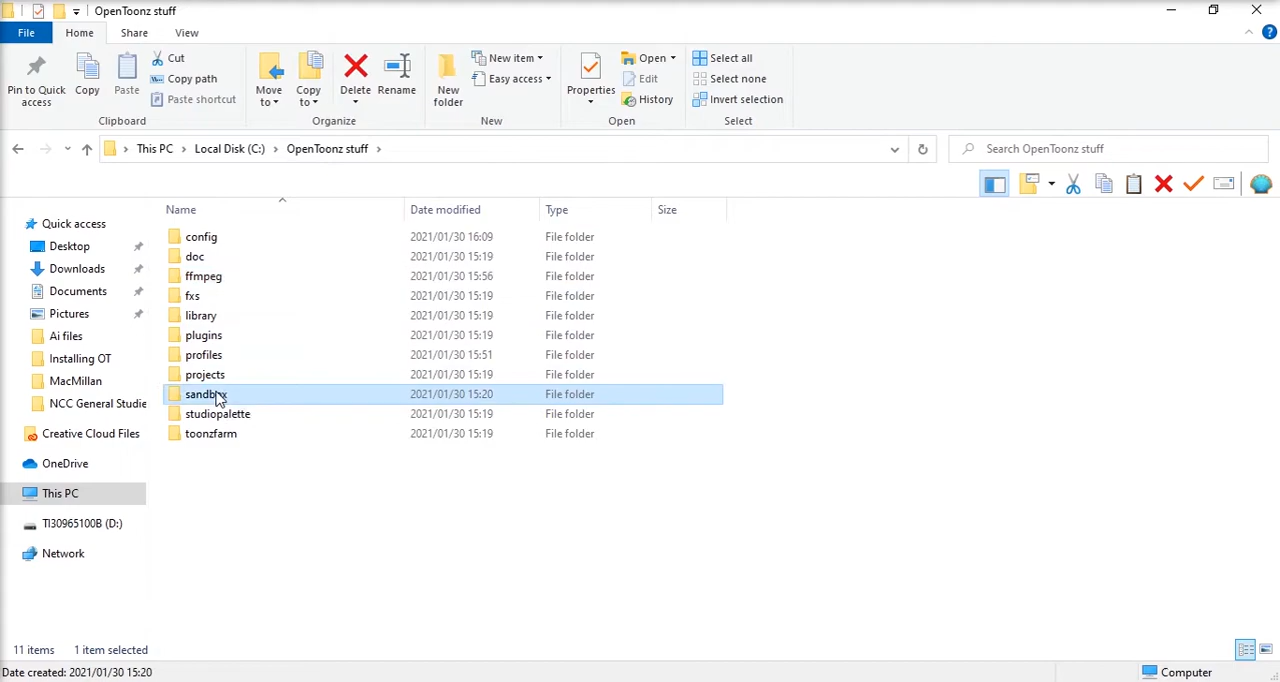 OpenToonz stuff
File Home Share View
Pin to Quick access
Copy
Paste
Cut
Copy path
Paste shortcut
Clipboard
Move to
Copy to
Delete
Rename
Organize
New folder
New item
Easy access
New
Properties
Open
Edit
History
Open
Select all
Select none
Invert selection
Select
This PC > Local Disk (C:) > OpenToonz stuff >
Search OpenToonz stuff
Name Date modified Type Size
config 2021/01/30 16:09 File folder
doc 2021/01/30 15:19 File folder
ffmpeg 2021/01/30 15:56 File folder
fxs 2021/01/30 15:19 File folder
library 2021/01/30 15:19 File folder
plugins 2021/01/30 15:19 File folder
profiles 2021/01/30 15:51 File folder
projects 2021/01/30 15:19 File folder
sandbox 2021/01/30 15:20 File folder
studiopalette 2021/01/30 15:19 File folder
toonzfarm 2021/01/30 15:19 File folder
Quick access
Desktop
Downloads
Documents
Pictures
Ai files
Installing OT
MacMillan
NCC General Studie
Creative Cloud Files
OneDrive
This PC
TI30965100B (D:)
Network
11 items 1 item selected
Date created: 2021/01/30 15:20
Computer